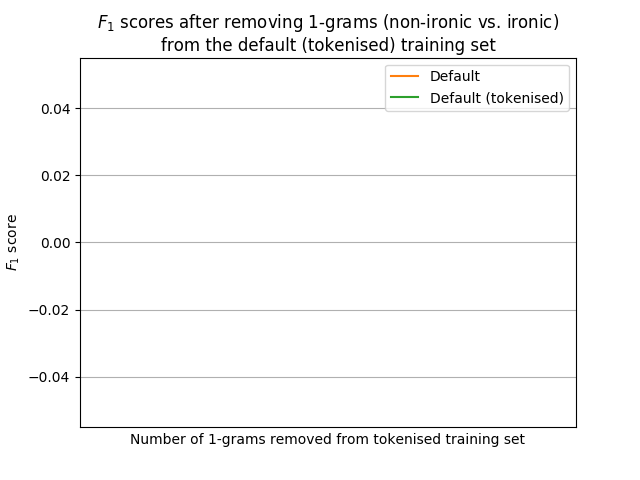 F1 scores after removing 1-grams (non-ironic vs. ironic)
from the default (tokenised) training set
Default
Default (tokenised)
0.04
0.02
0.00
−0.02
−0.04
F1 score
Number of 1-grams removed from tokenised training set